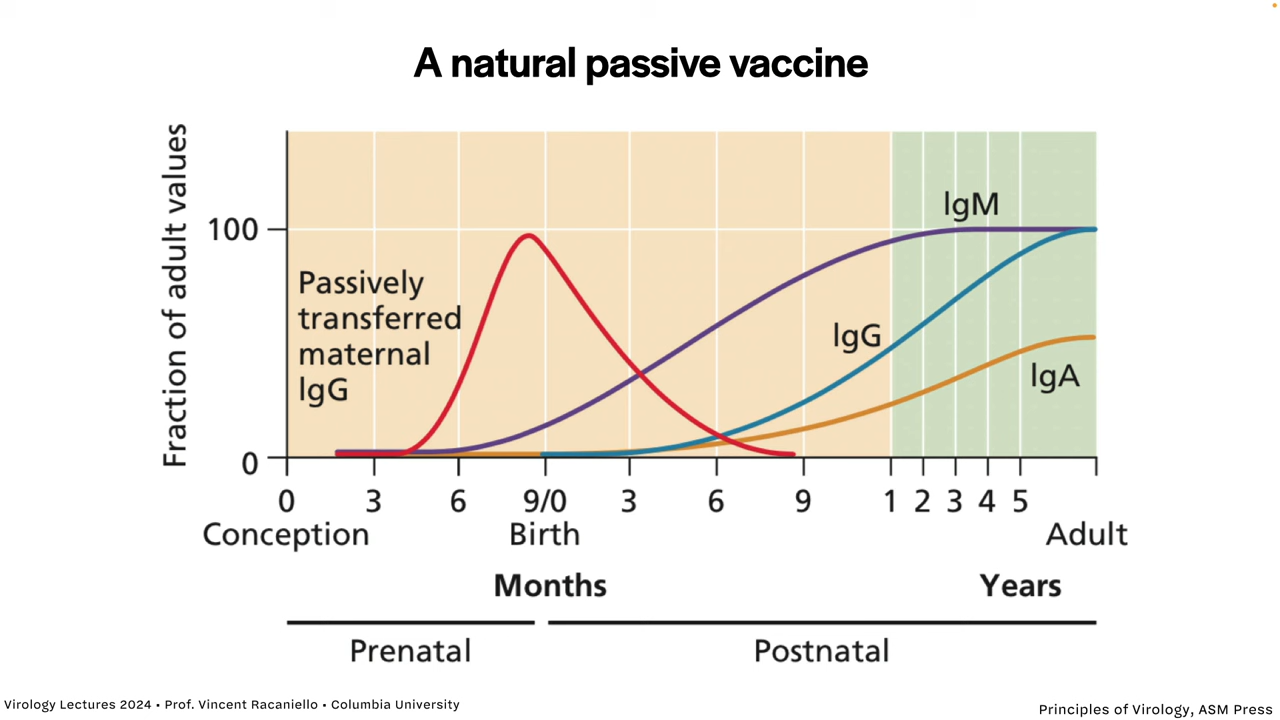 A natural passive vaccine
Fraction of adult values
100
0
Passively
transferred
maternal
IgG
IgM
IgG
IgA
0 3 6 9/0 3 6 9 1 2 3 4 5
Conception Birth Adult
Months Years
Prenatal Postnatal
Virology Lectures 2024 • Prof. Vincent Racaniello • Columbia University
Principles of Virology, ASM Press